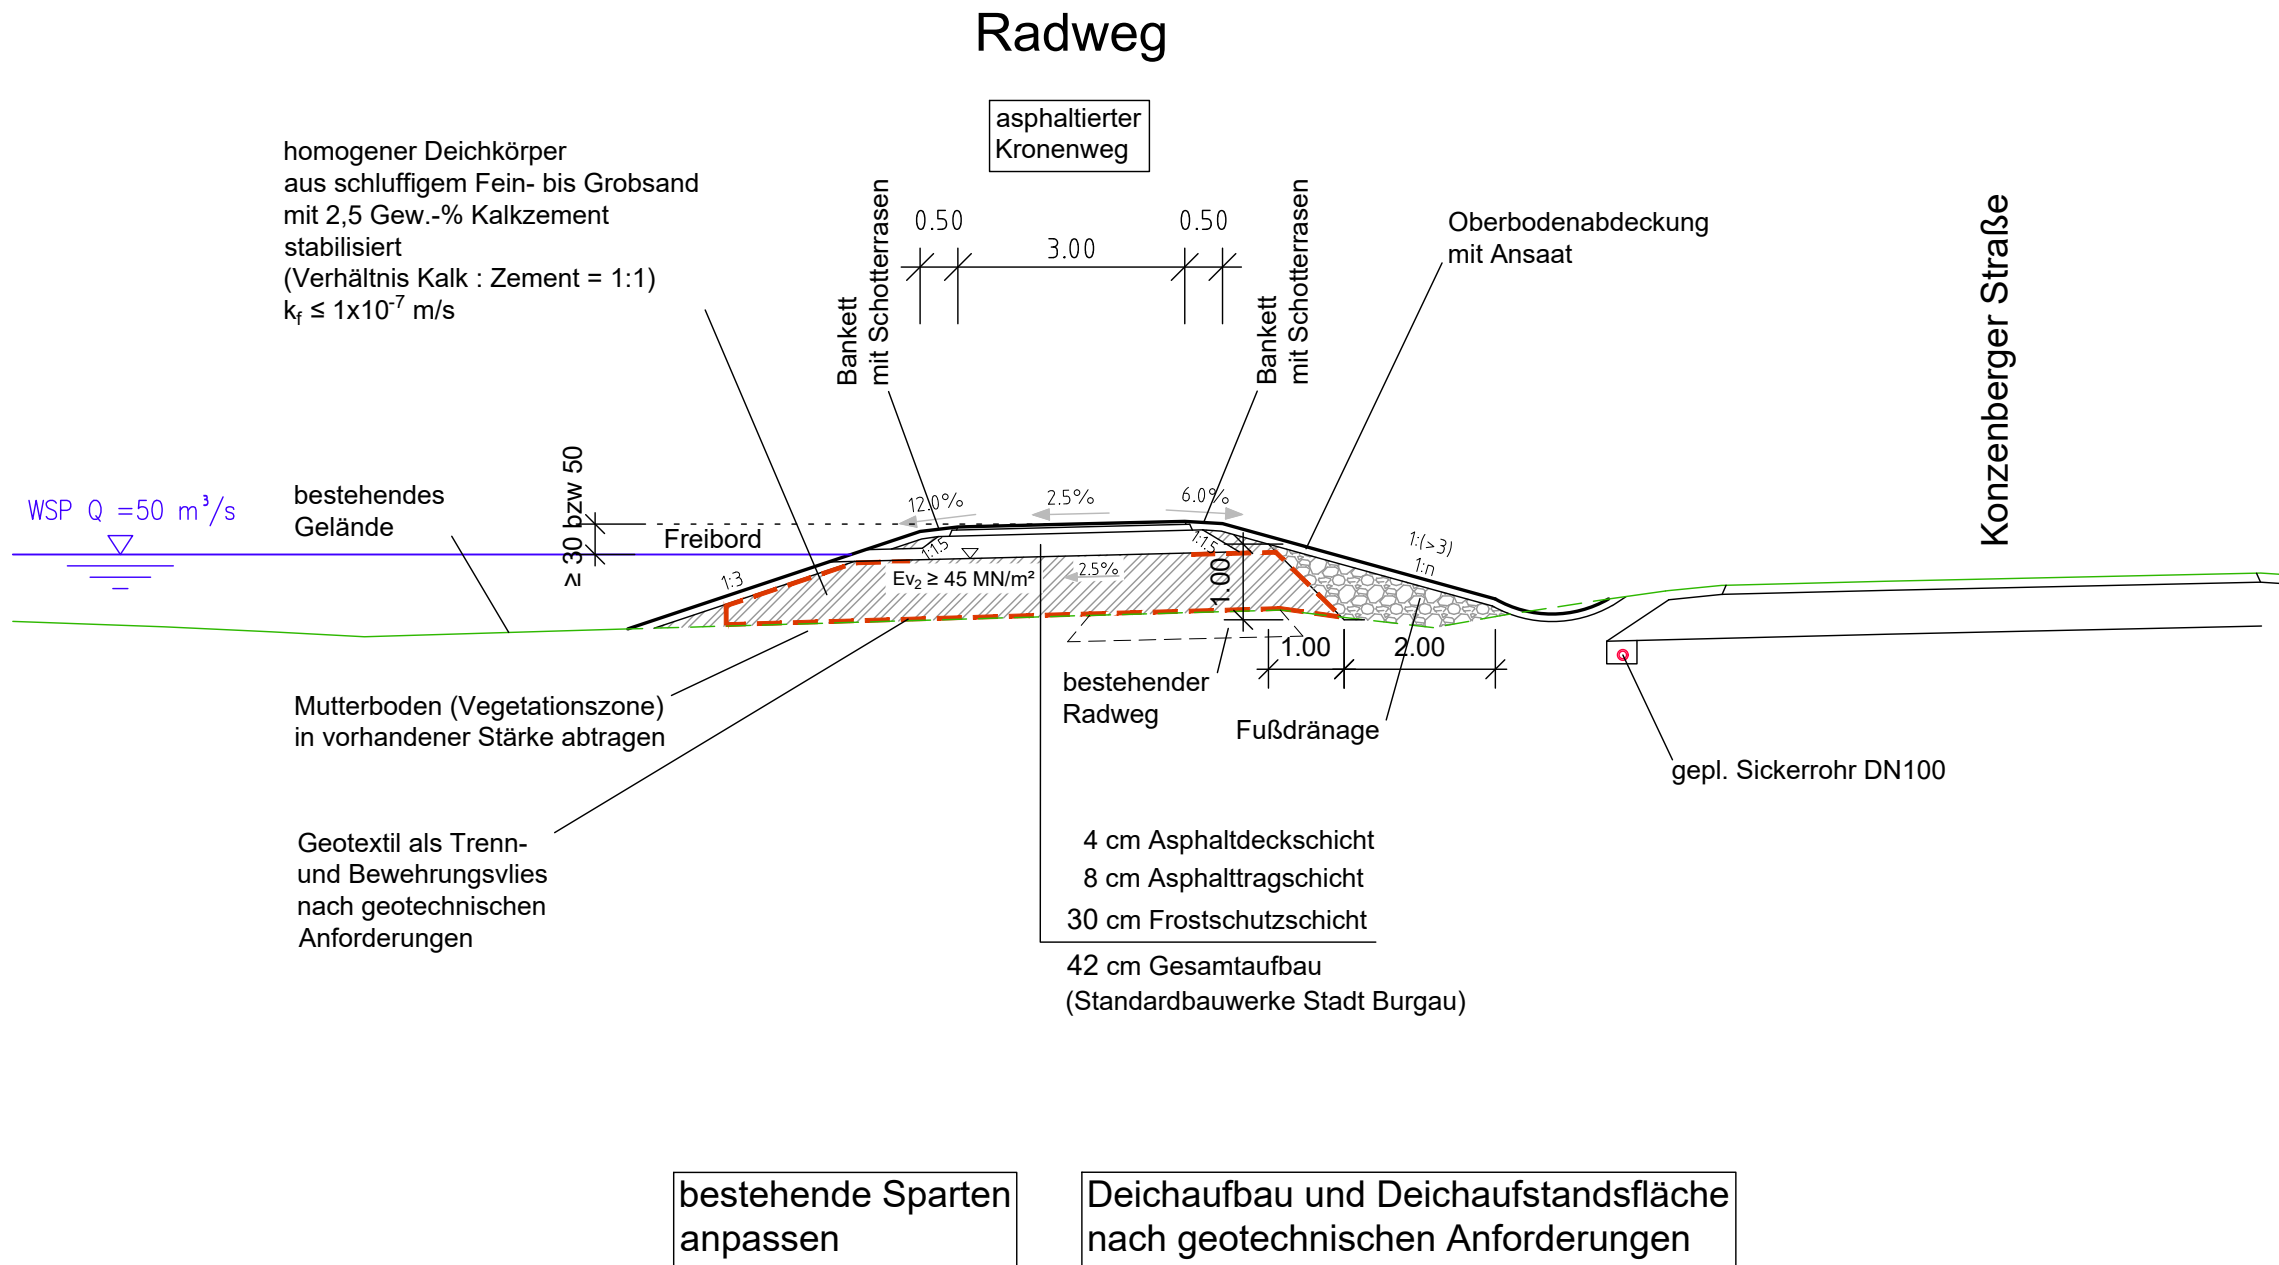 Radweg
asphaltierter
Kronenweg
homogener Deichkörper
aus schluffigem Fein- bis Grobsand
mit 2,5 Gew.-% Kalkzement
stabilisiert
(Verhältnis Kalk : Zement = 1:1)
k_f ≤ 1x10^-7 m/s
Bankett
mit Schotterrasen
0.50
3.00
0.50
Bankett
mit Schotterrasen
Oberbodenabdeckung
mit Ansaat
Konzenberger Straße
WSP Q =50 m³/s
bestehendes
Gelände
≥ 30 bzw 50
Freibord
12.0%
2.5%
6.0%
1:3
1:1.5
1:1.5
1:(>3)
1:n
Ev₂ ≥ 45 MN/m²
2.5%
1.00
1.00
2.00
bestehender
Radweg
Fußdränage
gepl. Sickerrohr DN100
Mutterboden (Vegetationszone)
in vorhandener Stärke abtragen
Geotextil als Trenn-
und Bewehrungsvlies
nach geotechnischen
Anforderungen
4 cm Asphaltdeckschicht
8 cm Asphalttragschicht
30 cm Frostschutzschicht
42 cm Gesamtaufbau
(Standardbauwerke Stadt Burgau)
bestehende Sparten
anpassen
Deichaufbau und Deichaufstandsfläche
nach geotechnischen Anforderungen